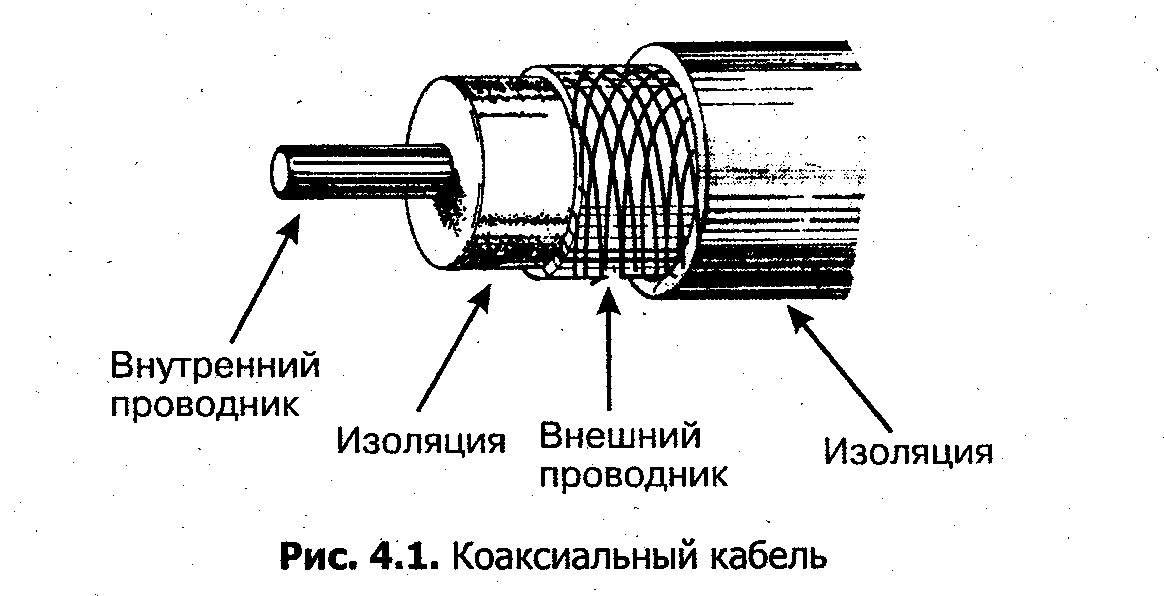 Внутренний
проводник
Изоляция
Внешний
проводник
Изоляция
Рис. 4.1. Коаксиальный кабель